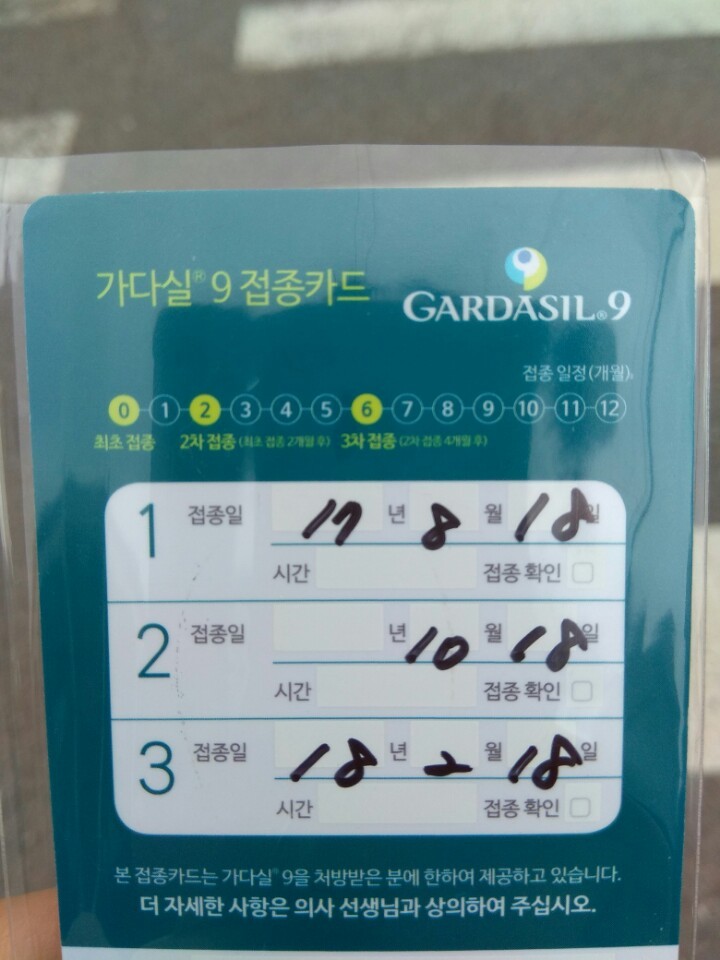 가다실® 9 접종카드
GARDASIL®9
접종 일정(개월)
0 1 2 3 4 5 6 7 8 9 10 11 12
최초 접종 2차 접종 (최초 접종 2개월 후) 3차 접종 (2차 접종 4개월 후)
1 접종일 17 년 8 월 18 일
시간 접종 확인
2 접종일 년 10 월 18 일
시간 접종 확인
3 접종일 18 년 2 월 18 일
시간 접종 확인
본 접종카드는 가다실® 9을 처방받은 분에 한하여 제공하고 있습니다.
더 자세한 사항은 의사 선생님과 상의하여 주십시오.